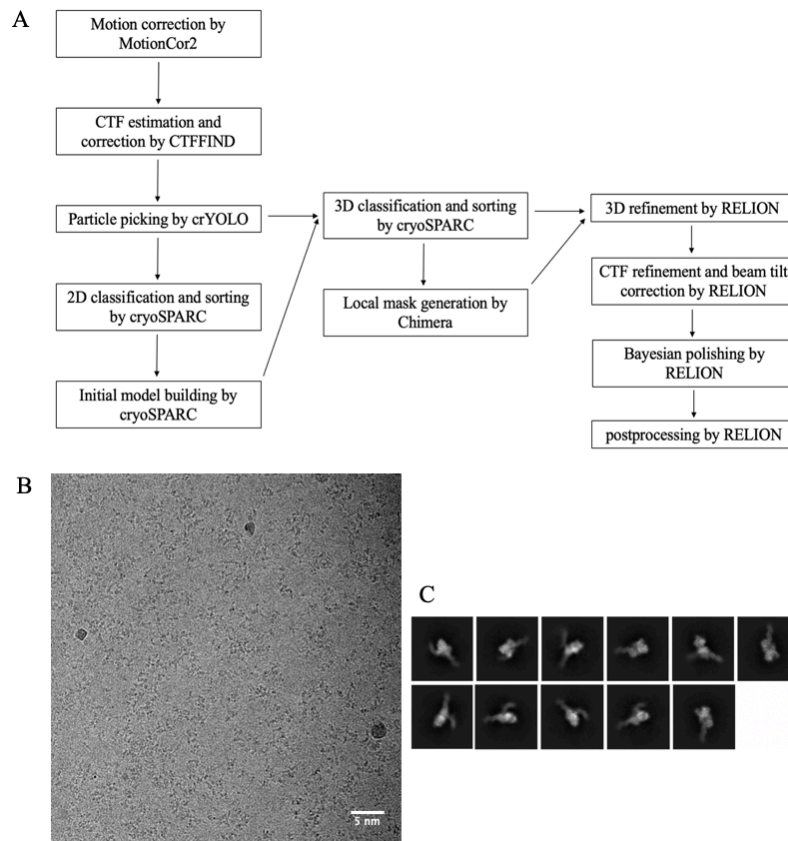 A
Motion correction by
MotionCor2
CTF estimation and
correction by CTFFIND
Particle picking by crYOLO
2D classification and sorting
by cryoSPARC
Initial model building by
cryoSPARC
3D classification and sorting
by cryoSPARC
Local mask generation by
Chimera
3D refinement by RELION
CTF refinement and beam tilt
correction by RELION
Bayesian polishing by
RELION
postprocessing by RELION
B
5 nm
C